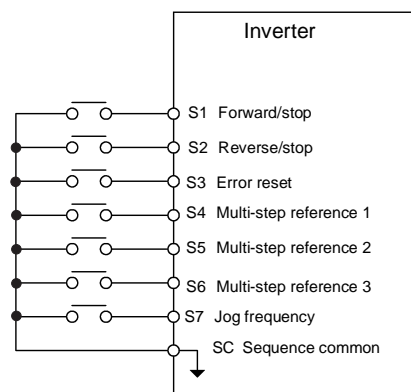 Inverter
S1 Forward/stop
S2 Reverse/stop
S3 Error reset
S4 Multi-step reference 1
S5 Multi-step reference 2
S6 Multi-step reference 3
S7 Jog frequency
SC Sequence common